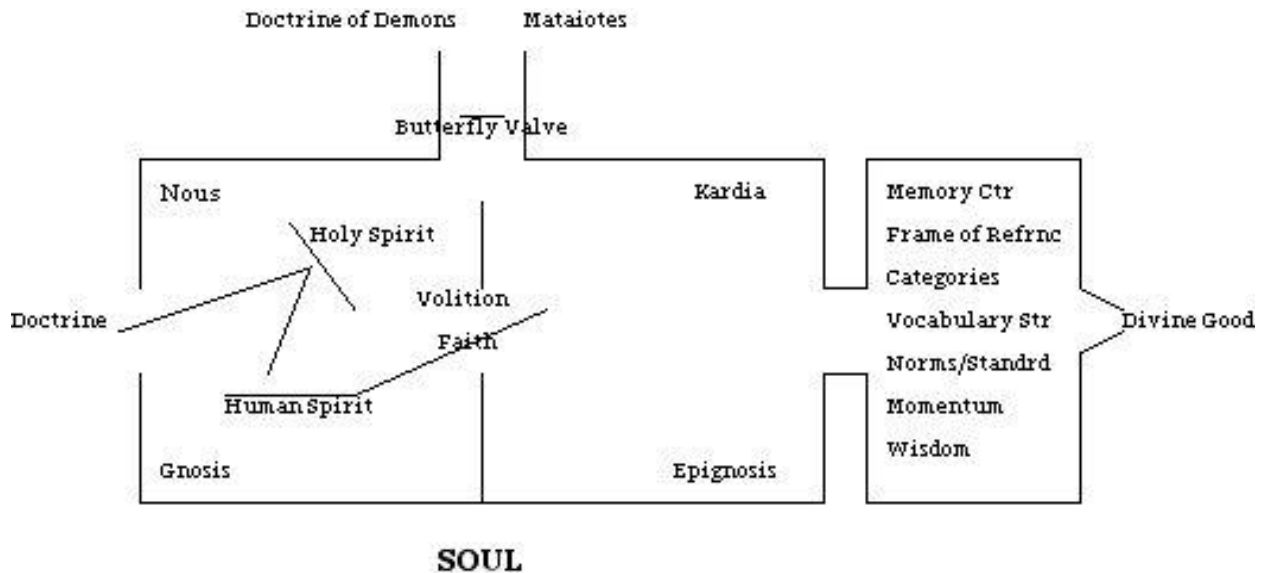 Doctrine of Demons
Mataiotes
Butterfly Valve
Nous
Kardia
Memory Ctr
Holy Spirit
Frame of Refrnc
Categories
Volition
Doctrine
Vocabulary Str
Divine Good
Faith
Norms/Standrd
Human Spirit
Momentum
Wisdom
Gnosis
Epignosis
SOUL